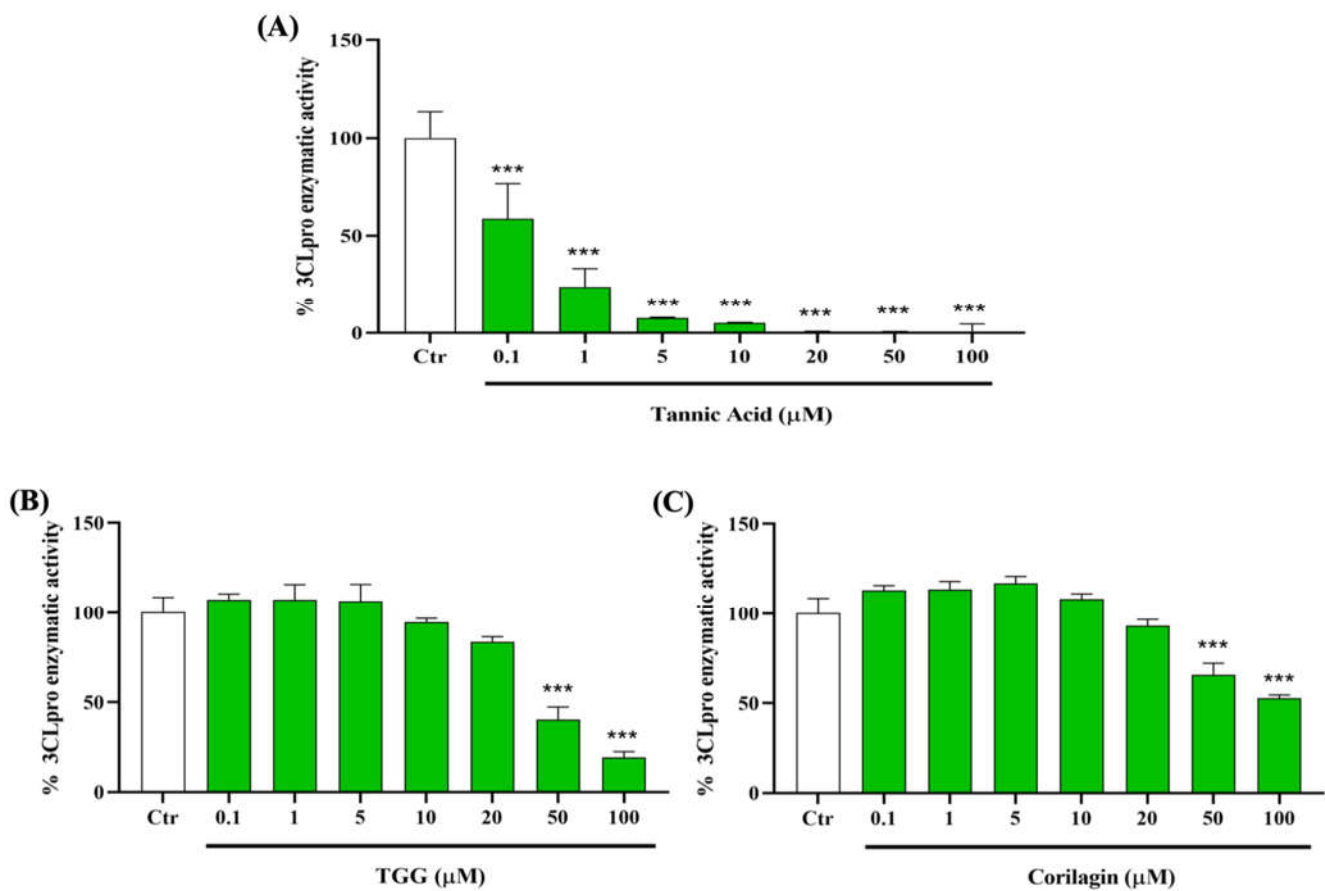 (A)
% 3CLpro enzymatic activity
150
100
50
0
***
***
***
***
***
***
***
Ctr 0.1 1 5 10 20 50 100
Tannic Acid (μM)
(B)
% 3CLpro enzymatic activity
150
100
50
0
***
***
Ctr 0.1 1 5 10 20 50 100
TGG (μM)
(C)
% 3CLpro enzymatic activity
150
100
50
0
***
***
Ctr 0.1 1 5 10 20 50 100
Corilagin (μM)